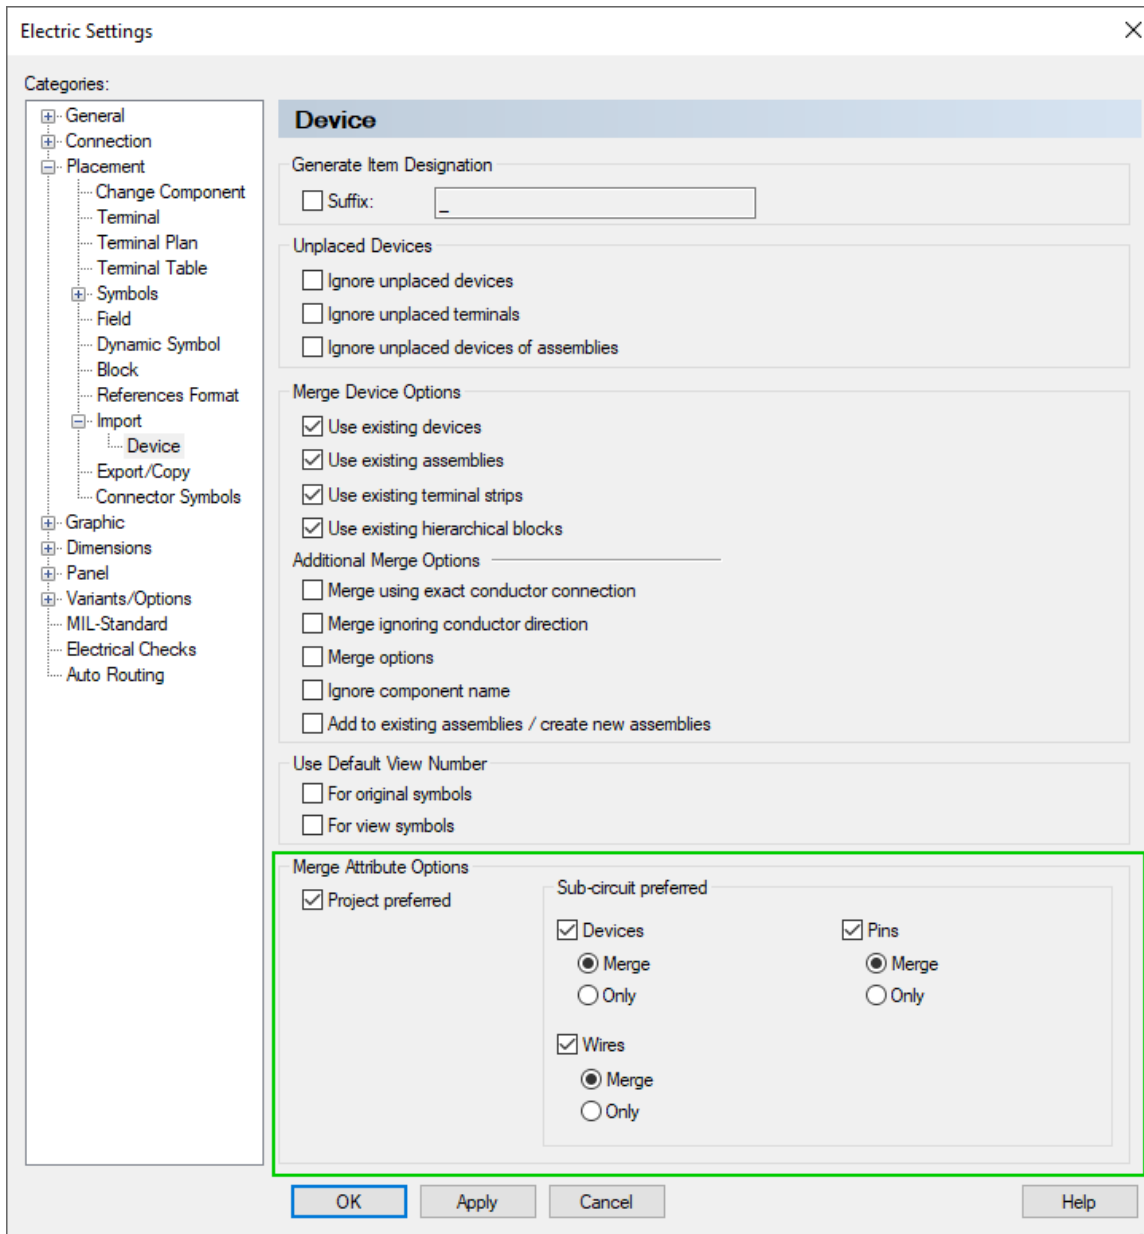 Electric Settings
Categories:
General
Connection
Placement
Change Component
Terminal
Terminal Plan
Terminal Table
Symbols
Field
Dynamic Symbol
Block
References Format
Import
Device
Export/Copy
Connector Symbols
Graphic
Dimensions
Panel
Variants/Options
MIL-Standard
Electrical Checks
Auto Routing
Device
Generate Item Designation
Suffix: _
Unplaced Devices
Ignore unplaced devices
Ignore unplaced terminals
Ignore unplaced devices of assemblies
Merge Device Options
Use existing devices
Use existing assemblies
Use existing terminal strips
Use existing hierarchical blocks
Additional Merge Options
Merge using exact conductor connection
Merge ignoring conductor direction
Merge options
Ignore component name
Add to existing assemblies / create new assemblies
Use Default View Number
For original symbols
For view symbols
Merge Attribute Options
Project preferred
Sub-circuit preferred
Devices
Merge
Only
Pins
Merge
Only
Wires
Merge
Only
OK
Apply
Cancel
Help